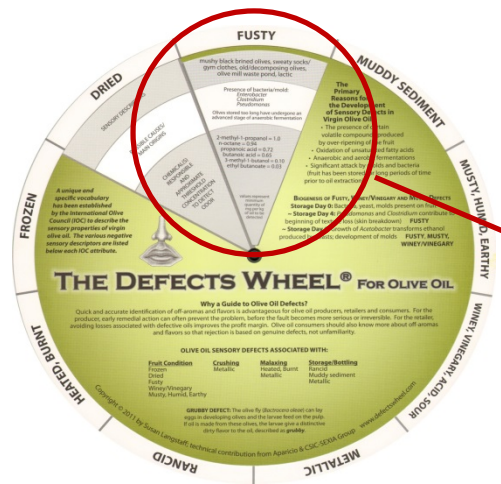 FUSTY
mushy black brined olives, sweaty socks/
gym clothes, old/decomposing olives,
olive mill waste pond, lactic
Presence of bacteria/mold:
Enterobacter
Clostridium
Pseudomonas
Olives stored too long have undergone an
advanced stage of anaerobic fermentation
2-methyl-1-propanol = 1.0
n-octane = 0.94
propanoic acid = 0.72
butanoic acid = 0.65
3-methyl-1-butanol = 0.10
ethyl butanoate = 0.03
DRIED
SENSORY DESCRIPTORS
CHEMICAL(S)
RESPONSIBLE
AND
APPROXIMATE
THRESHOLD
CONCENTRATION
TO DETECT
ODOR
MUDDY SEDIMENT
The
Primary
Reasons for
the Development
of Sensory Defects in
Virgin Olive Oil
• The presence of certain
volatile compounds produced
by over-ripening of the fruit
• Oxidation of unsaturated fatty acids
• Anaerobic and aerobic fermentations
• Significant attack by molds and bacteria
(fruit has been stored for long periods of time
prior to oil extraction)
BIOGENESIS OF FUSTY, WINEY/VINEGARY AND MUSTY DEFECTS
Storage Day 0: Bacteria, yeast, molds present on fruit
~ Storage Day 4: Pseudomonas and Clostridium contribute to
beginning of texture loss (skin breakdown) FUSTY
growth of Acetobacter transforms ethanol
development of molds FUSTY, MUSTY,
WINEY/VINEGARY
FROZEN
A unique and
specific vocabulary
has been established
by the International Olive
Council (IOC) to describe the
sensory properties of virgin
olive oil. The various negative
sensory descriptors are listed
below each IOC attribute.
MUSTY, HUMID, EARTHY
THE DEFECTS WHEEL® FOR OLIVE OIL
Why a Guide to Olive Oil Defects?
Quick and accurate identification of off-aromas and flavors is advantageous for olive oil producers, retailers and consumers. For the
producer, early remedial action can often prevent the problem, before the fault becomes more serious or irreversible. For the retailer,
avoiding losses associated with defective oils improves the profit margin. Olive oil consumers should also know more about off-aromas
and flavors so that rejection is based on genuine defects, not unfamiliarity.
OLIVE OIL SENSORY DEFECTS ASSOCIATED WITH:
Fruit Condition Crushing Malaxing Storage/Bottling
Frozen Metallic Heated, Burnt Rancid
Dried Metallic Muddy sediment
Fusty Metallic
Winey/Vinegary
Musty, Humid, Earthy
GRUBBY DEFECT: The olive fly (Bactrocera oleae) can lay
eggs in developing olives and the larvae feed on the pulp.
If oil is made from these olives, the larvae give a distinctive
dirty flavor to the oil, described as grubby.
HEATED, BURNT
WINEY, VINEGARY, ACID, SOUR
Copyright © 2011 by Susan Langstaff; technical contribution from Aparicio & CSIC-SEXIA Group
www.defectswheel.com
RANCID
METALLIC